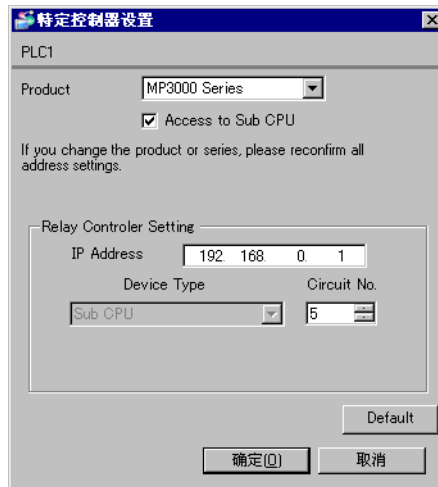 特定控制器设置
PLC1
Product MP3000 Series
Access to Sub CPU
If you change the product or series, please reconfirm all
address settings.
Relay Controler Setting
IP Address 192. 168. 0. 1
Device Type Circuit No.
Sub CPU 5
Default
确定(O) 取消